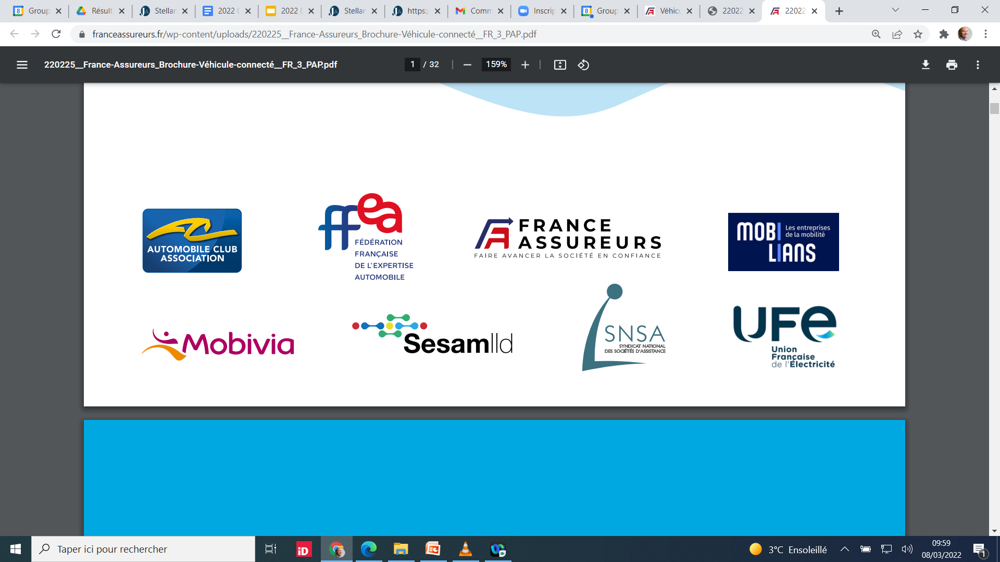 Group
Résult
Stellar
2022
2022
Stellar
https:/
Comm
Inscrip
Group
Véhicu
22022
22022
franceassureurs.fr/wp-content/uploads/220225__France-Assureurs_Brochure-Véhicule-connecté__FR_3_PAP.pdf
220225__France-Assureurs_Brochure-Véhicule-connecté__FR_3_PAP.pdf
1 / 32
159%
AUTOMOBILE CLUB
ASSOCIATION
ffea
FÉDÉRATION
FRANÇAISE
DE L'EXPERTISE
AUTOMOBILE
FRANCE
ASSUREURS
FAIRE AVANCER LA SOCIÉTÉ EN CONFIANCE
MOBI
LIANS
Les entreprises
de la mobilité
Mobivia
Sesamlld
SNSA
SYNDICAT NATIONAL
DES SOCIÉTÉS D'ASSISTANCE
UFe
Union
Française
de l'Électricité
Taper ici pour rechercher
iD
3°C Ensoleillé
09:59
08/03/2022
1